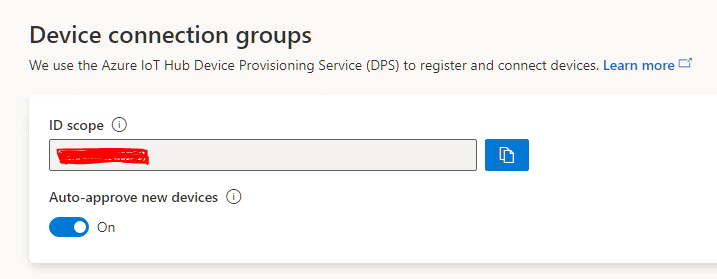 Device connection groups
We use the Azure IoT Hub Device Provisioning Service (DPS) to register and connect devices. Learn more
ID scope
Auto-approve new devices
On